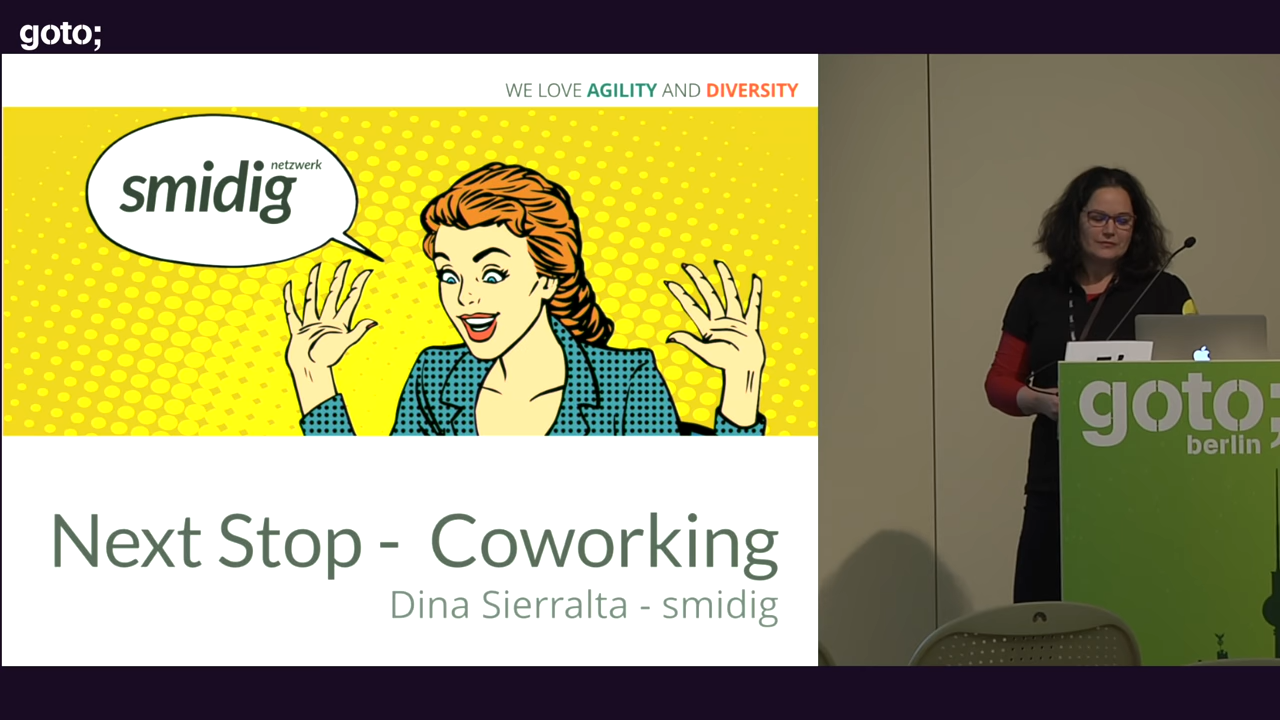 goto;
WE LOVE AGILITY AND DIVERSITY
netzwerk
smidig
Next Stop - Coworking
Dina Sierralta - smidig
goto;
berlin